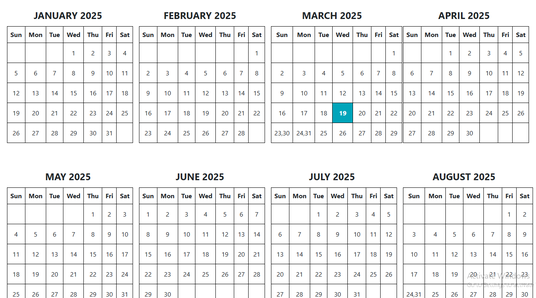 JANUARY 2025 FEBRUARY 2025 MARCH 2025 APRIL 2025
Sun Mon Tue Wed Thu Fri Sat Sun Mon Tue Wed Thu Fri Sat Sun Mon Tue Wed Thu Fri Sat Sun Mon Tue Wed Thu Fri Sat
1 2 3 4 1 1 1 2 3 4 5
5 6 7 8 9 10 11 2 3 4 5 6 7 8 2 3 4 5 6 7 8 6 7 8 9 10 11 12
12 13 14 15 16 17 18 9 10 11 12 13 14 15 9 10 11 12 13 14 15 13 14 15 16 17 18 19
19 20 21 22 23 24 25 16 17 18 19 20 21 22 16 17 18 19 20 21 22 20 21 22 23 24 25 26
26 27 28 29 30 31 23 24 25 26 27 28 23,30 24,31 25 26 27 28 29 27 28 29 30
MAY 2025 JUNE 2025 JULY 2025 AUGUST 2025
Sun Mon Tue Wed Thu Fri Sat Sun Mon Tue Wed Thu Fri Sat Sun Mon Tue Wed Thu Fri Sat Sun Mon Tue Wed Thu Fri Sat
1 2 3 1 2 3 4 5 6 7 1 2 3 4 5 1 2
4 5 6 7 8 9 10 8 9 10 11 12 13 14 6 7 8 9 10 11 12 3 4 5 6 7 8 9
11 12 13 14 15 16 17 15 16 17 18 19 20 21 13 14 15 16 17 18 19 10 11 12 13 14 15 16
18 19 20 21 22 23 24 22 23 24 25 26 27 28 20 21 22 23 24 25 26 17 18 19 20 21 22 23
25 26 27 28 29 30 31 29 30 27 28 29 30 31 24,31 25 26 27 28 29 30